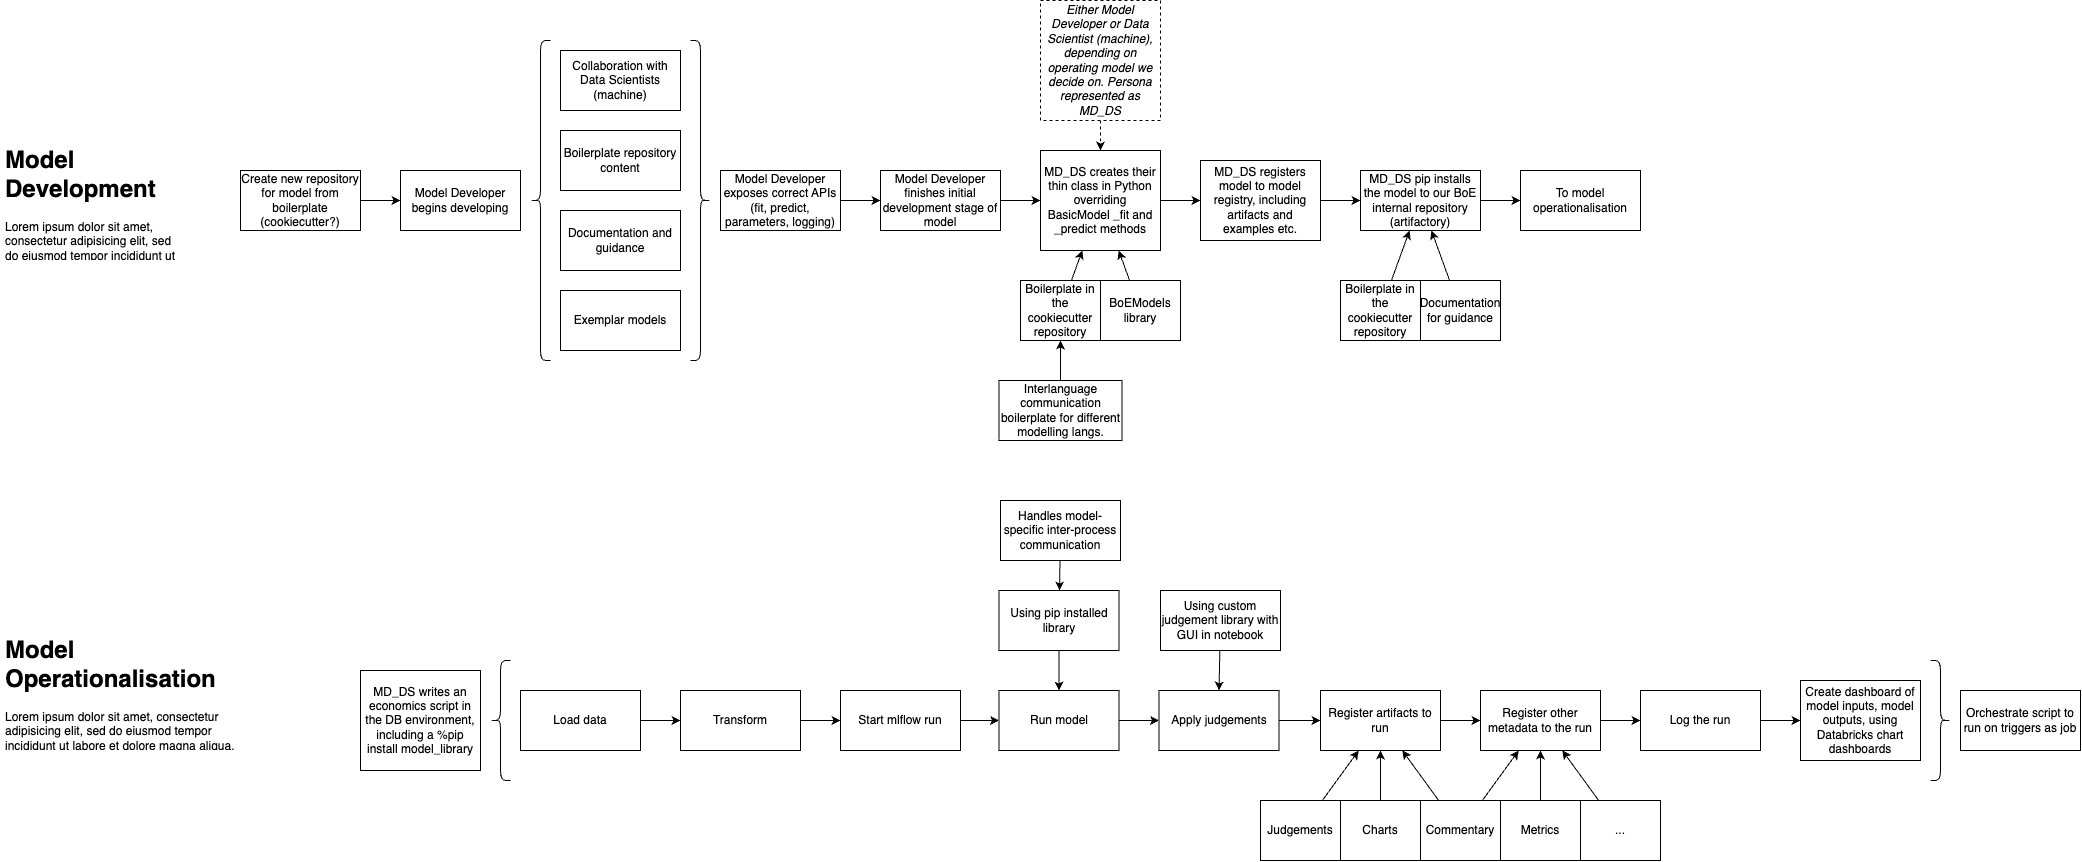 Either Model
Developer or Data
Scientist (machine),
depending on
operating model we
decide on. Persona
represented as
MD_DS
Model
Development
Lorem ipsum dolor sit amet,
consectetur adipisicing elit, sed
do eiusmod tempor incididunt ut
Create new repository
for model from
boilerplate
(cookiecutter?)
Model Developer
begins developing
Collaboration with
Data Scientists
(machine)
Boilerplate repository
content
Documentation and
guidance
Exemplar models
Model Developer
exposes correct APIs
(fit, predict,
parameters, logging)
Model Developer
finishes initial
development stage of
model
MD_DS creates their
thin class in Python
overriding
BasicModel _fit and
_predict methods
MD_DS registers
model to model
registry, including
artifacts and
examples etc.
MD_DS pip installs
the model to our BoE
internal repository
(artifactory)
To model
operationalisation
Boilerplate in
the
cookiecutter
repository
BoEModels
library
Boilerplate in
the
cookiecutter
repository
Documentation
for guidance
Interlanguage
communication
boilerplate for different
modelling langs.
Handles model-
specific inter-process
communication
Using pip installed
library
Using custom
judgement library with
GUI in notebook
Model
Operationalisation
Lorem ipsum dolor sit amet, consectetur
adipisicing elit, sed do eiusmod tempor
incididunt ut labore et dolore magna aliqua.
MD_DS writes an
economics script in
the DB environment,
including a %pip
install model_library
Load data
Transform
Start mlflow run
Run model
Apply judgements
Register artifacts to
run
Register other
metadata to the run
Log the run
Create dashboard of
model inputs, model
outputs, using
Databricks chart
dashboards
Orchestrate script to
run on triggers as job
Judgements
Charts
Commentary
Metrics
...